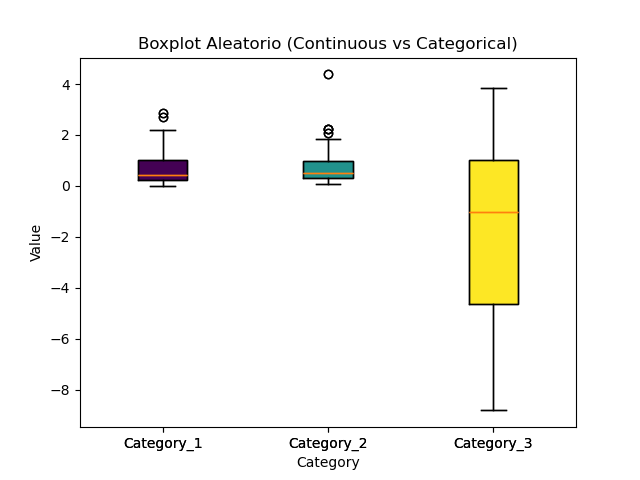 Boxplot Aleatorio (Continuous vs Categorical)
4
2
0
−2
−4
−6
−8
Value
Category_1
Category_2
Category_3
Category